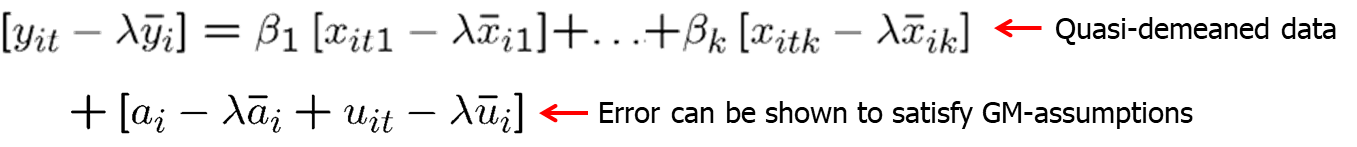 [y_{it} − λȳ_i] = β_1 [x_{it1} − λx̄_{i1}]+...+β_k [x_{itk} − λx̄_{ik}] ← Quasi-demeaned data
+ [a_i − λā_i + u_{it} − λū_i] ← Error can be shown to satisfy GM-assumptions